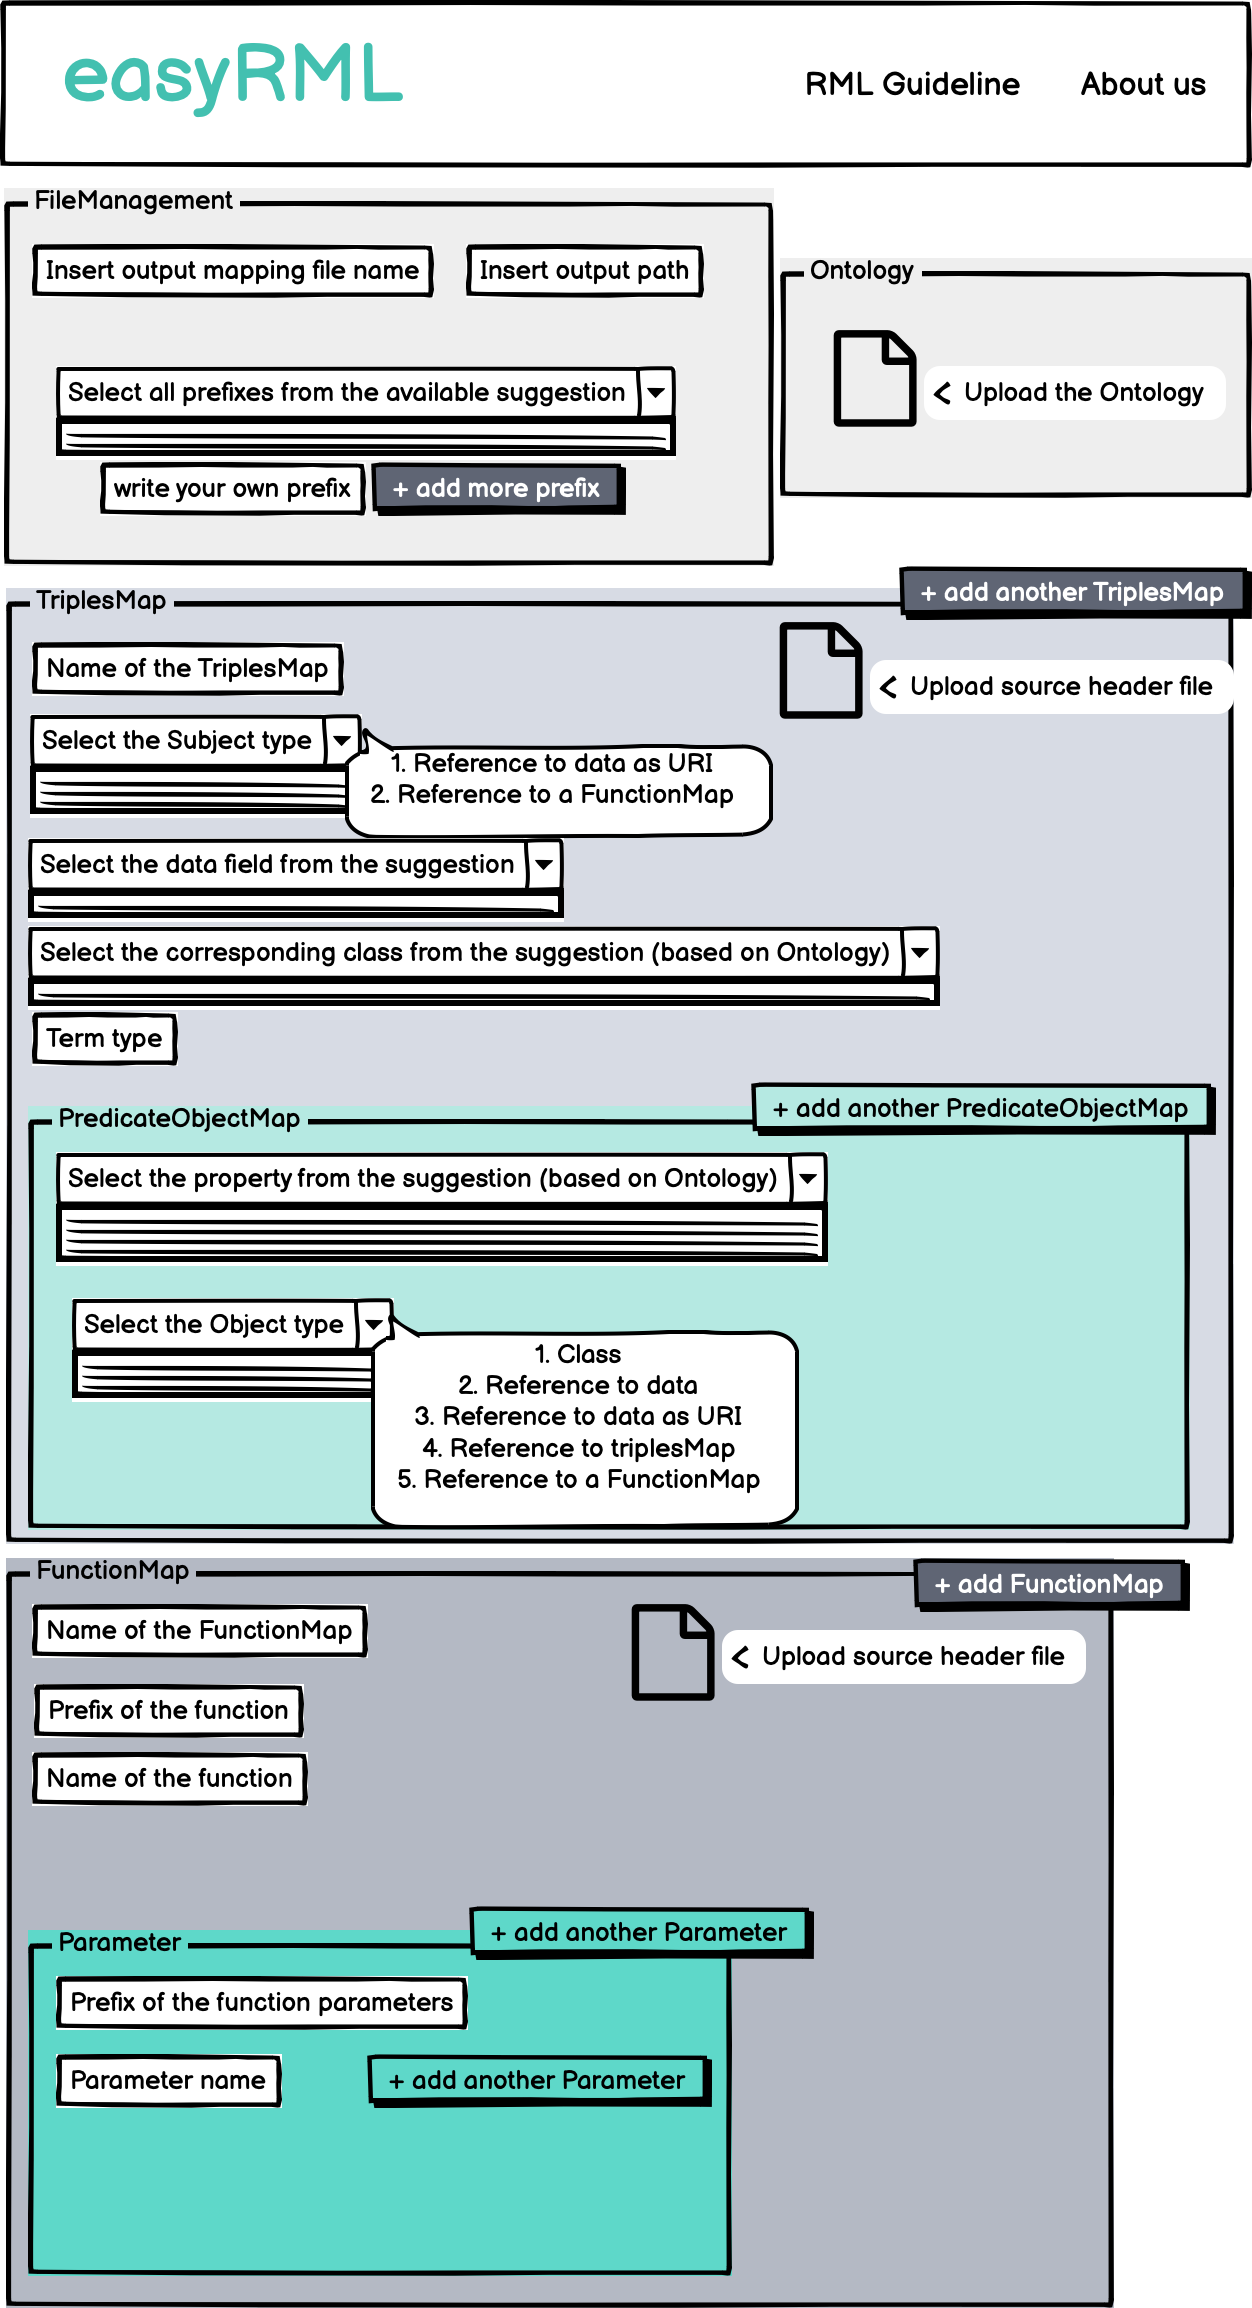 easyRML
RML Guideline
About us
FileManagement
Insert output mapping file name
Insert output path
Select all prefixes from the available suggestion
write your own prefix
+ add more prefix
Ontology
< Upload the Ontology
TriplesMap
+ add another TriplesMap
Name of the TriplesMap
< Upload source header file
Select the Subject type
1. Reference to data as URI
2. Reference to a FunctionMap
Select the data field from the suggestion
Select the corresponding class from the suggestion (based on Ontology)
Term type
PredicateObjectMap
+ add another PredicateObjectMap
Select the property from the suggestion (based on Ontology)
Select the Object type
1. Class
2. Reference to data
3. Reference to data as URI
4. Reference to triplesMap
5. Reference to a FunctionMap
FunctionMap
+ add FunctionMap
Name of the FunctionMap
< Upload source header file
Prefix of the function
Name of the function
Parameter
+ add another Parameter
Prefix of the function parameters
Parameter name
+ add another Parameter